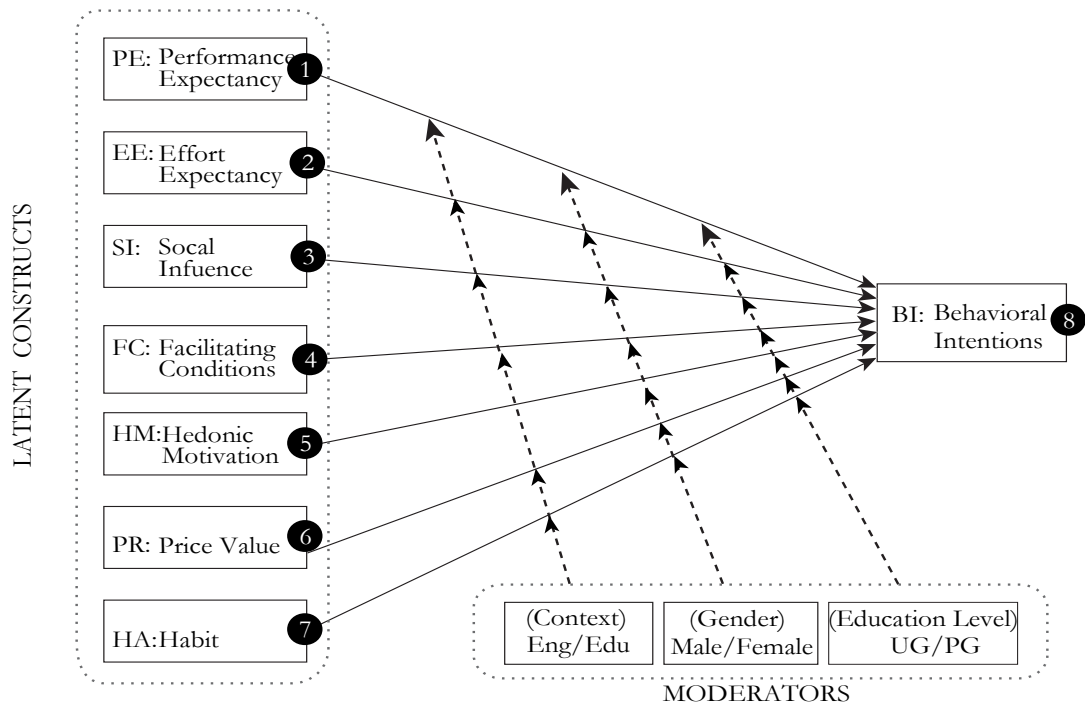 LATENT CONSTRUCTS
PE: Performance
Expectancy
1
EE: Effort
Expectancy
2
SI: Socal
Infuence
3
FC: Facilitating
Conditions
4
HM: Hedonic
Motivation
5
PR: Price Value
6
HA: Habit
7
BI: Behavioral
Intentions
8
(Context)
Eng/Edu
(Gender)
Male/Female
(Education Level)
UG/PG
MODERATORS